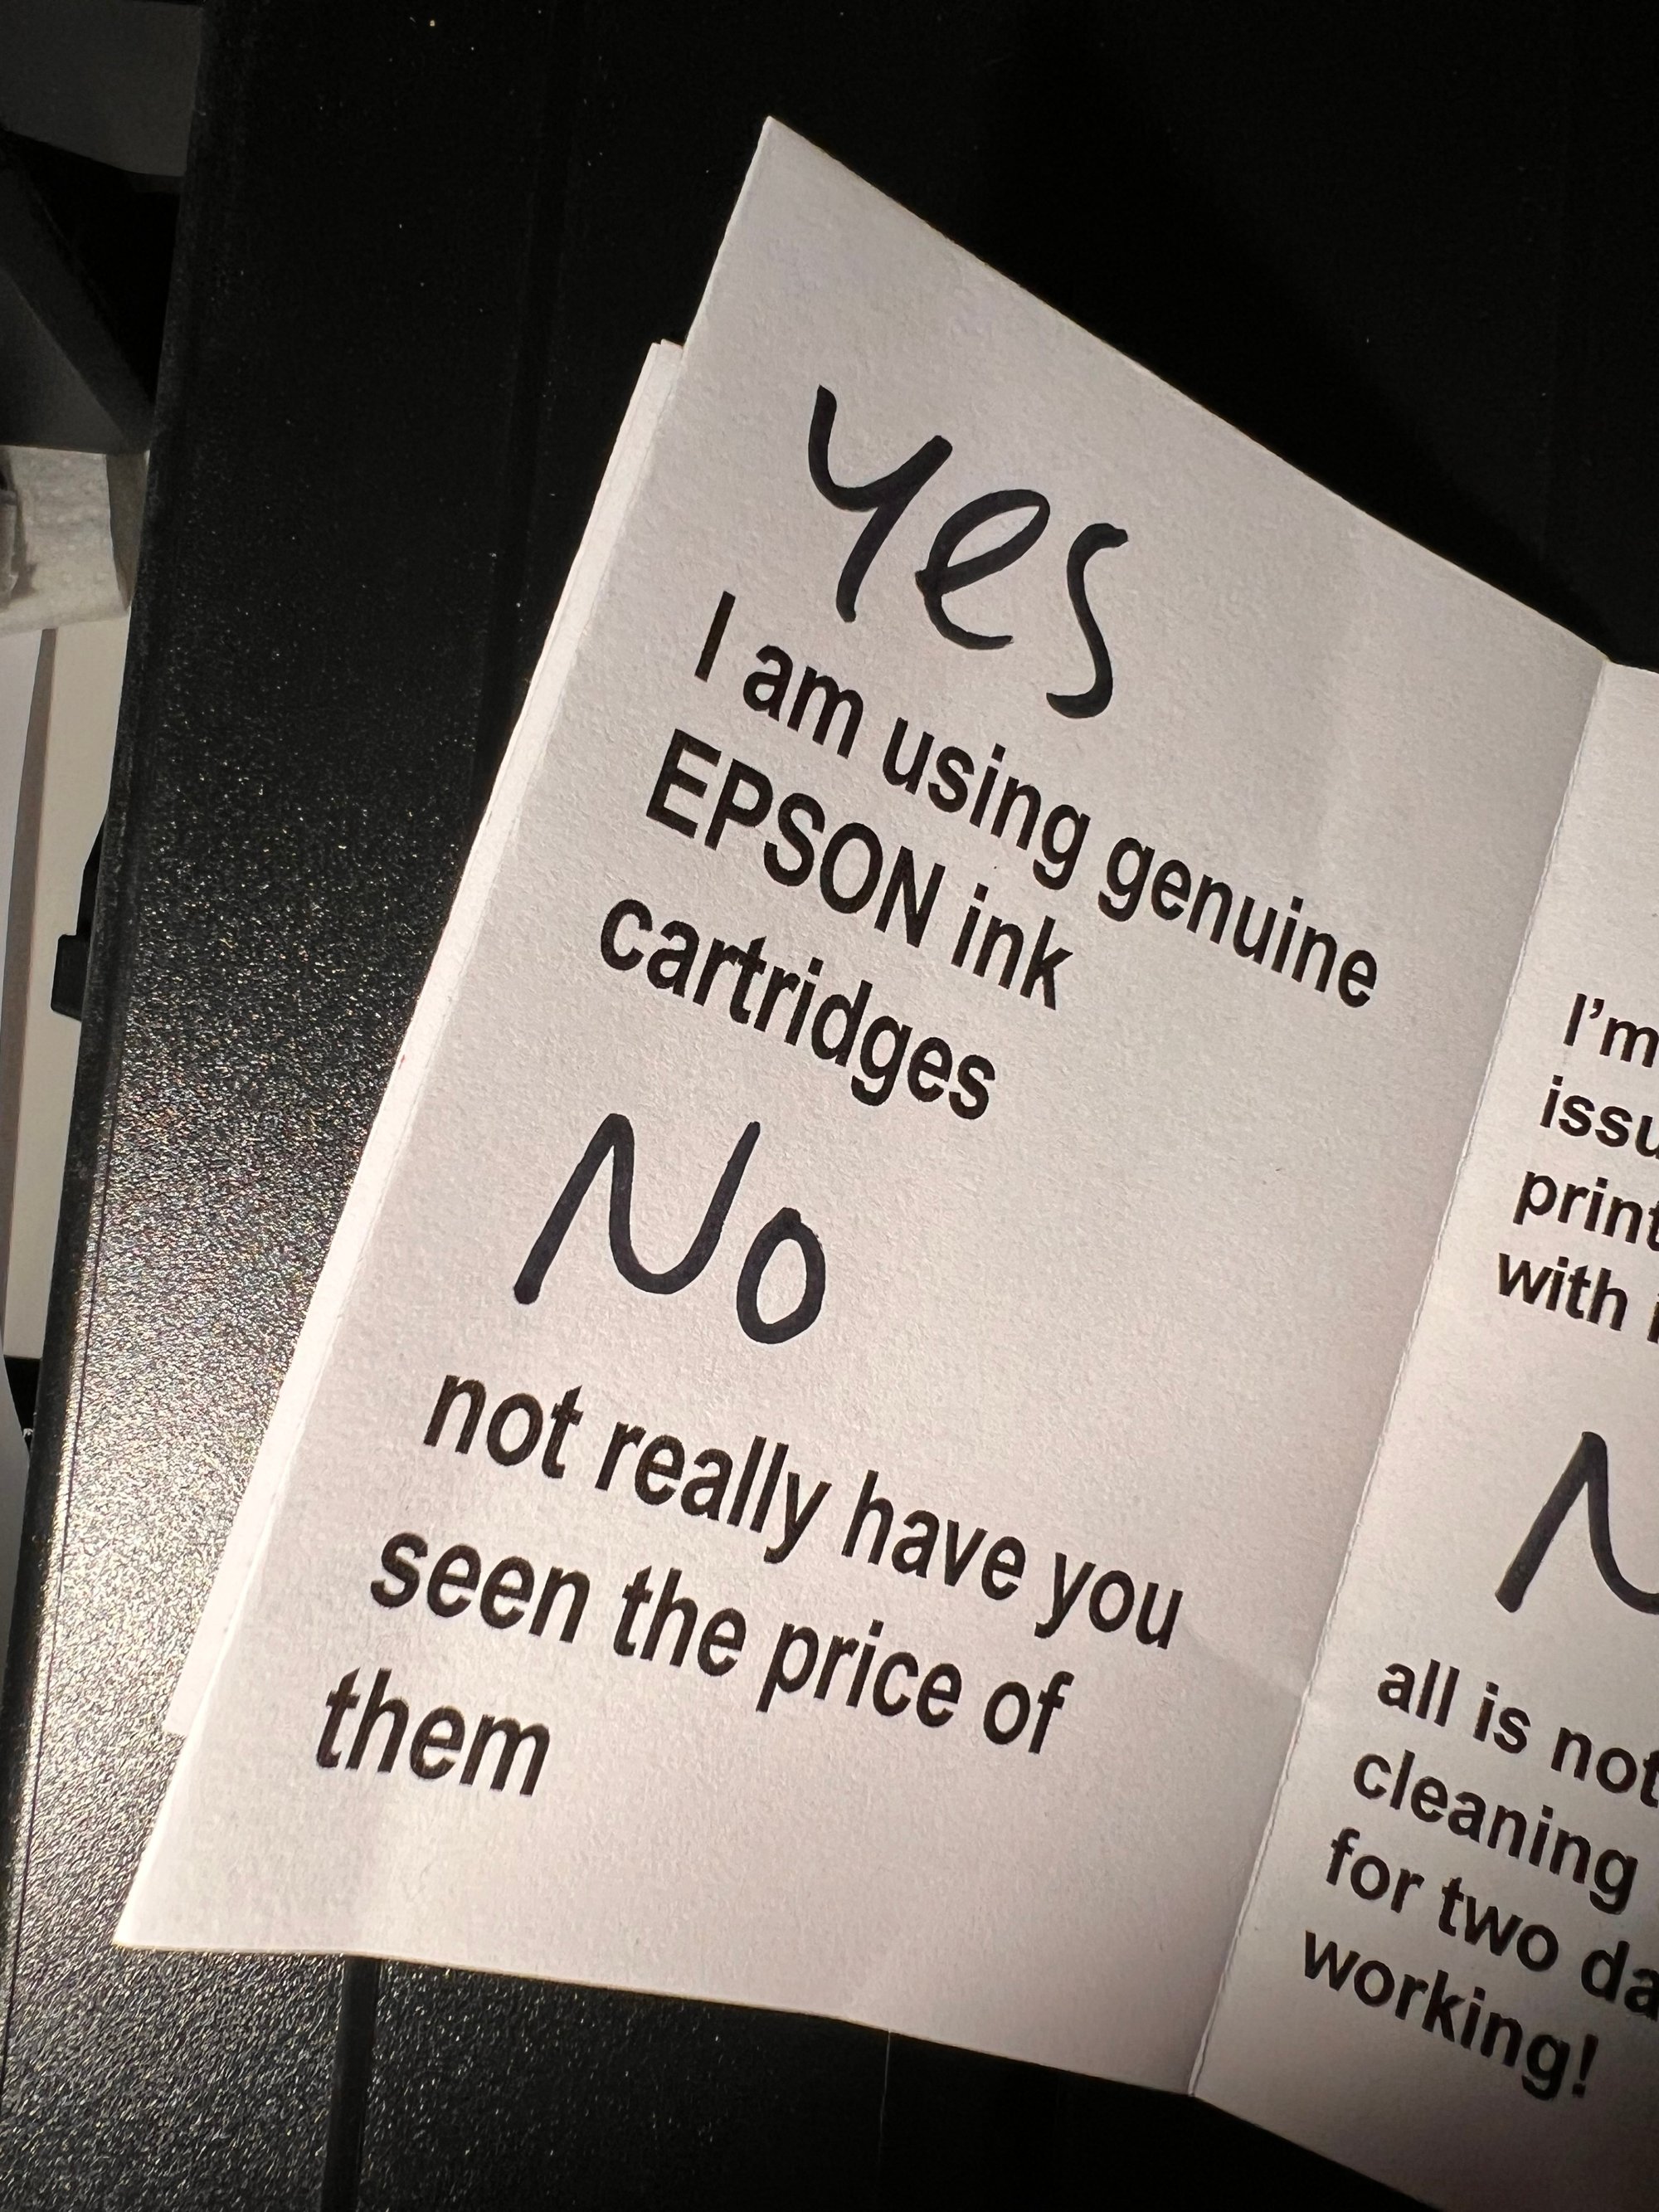 yes
I am using genuine
EPSON ink
cartridges
No
not really have you
seen the price of
them
I'm
with
all is not
cleaning
for two
working!